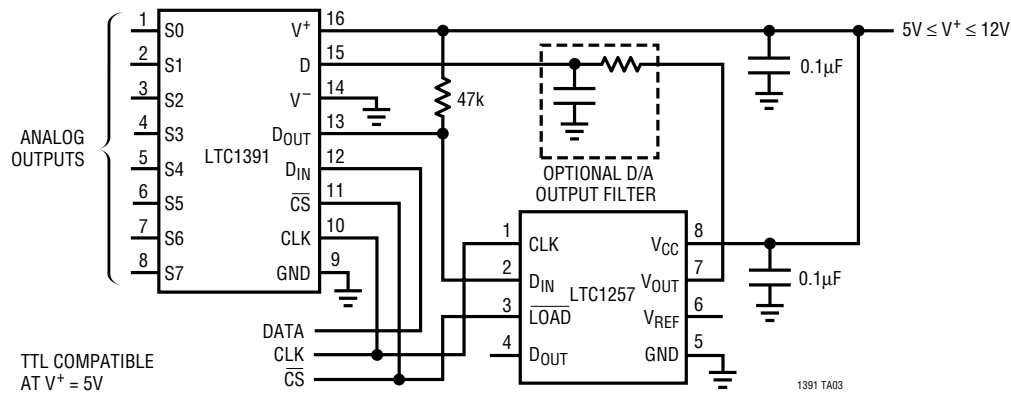 1 S0
2 S1
3 S2
4 S3
5 S4
6 S5
7 S6
8 S7
ANALOG
OUTPUTS
LTC1391
V+ 16
D 15
V− 14
DOUT 13
DIN 12
C̅S̅ 11
CLK 10
GND 9
47k
5V ≤ V+ ≤ 12V
0.1µF
OPTIONAL D/A
OUTPUT FILTER
1 CLK
2 DIN
3 L̅O̅A̅D̅
4 DOUT
LTC1257
VCC 8
VOUT 7
VREF 6
GND 5
0.1µF
DATA
CLK
C̅S̅
TTL COMPATIBLE
AT V+ = 5V
1391 TA03